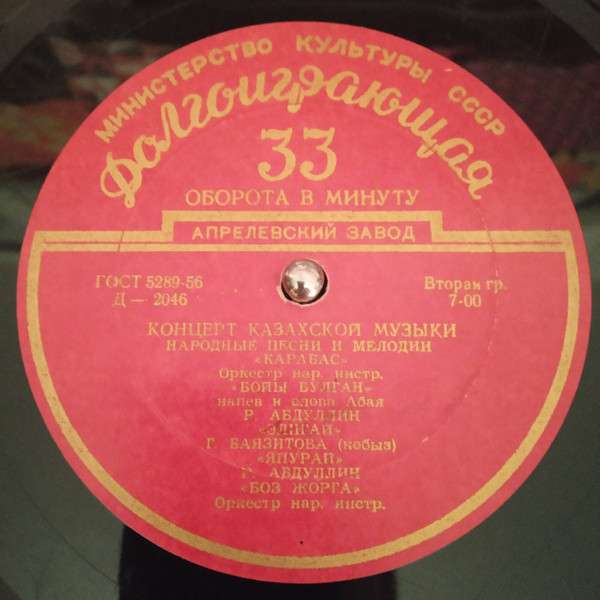 МИНИСТЕРСТВО КУЛЬТУРЫ СССР
Долгоиграющая
33
ОБОРОТА В МИНУТУ
АПРЕЛЕВСКИЙ ЗАВОД
ГОСТ 5289-56
Д — 2046
Вторая гр.
7-00
КОНЦЕРТ КАЗАХСКОЙ МУЗЫКИ
НАРОДНЫЕ ПЕСНИ И МЕЛОДИИ
«КАРАБАС»
Оркестр нар. инстр.
«БОЙЫ БУЛГАН»
напев и слова Абая
Р. АБДУЛЛИН
Г. БАЯЗИТОВА (кобыз)
«ЯПУРАЙ»
Р. АБДУЛЛИН
«БОЗ ЖОРГА»
Оркестр нар. инстр.